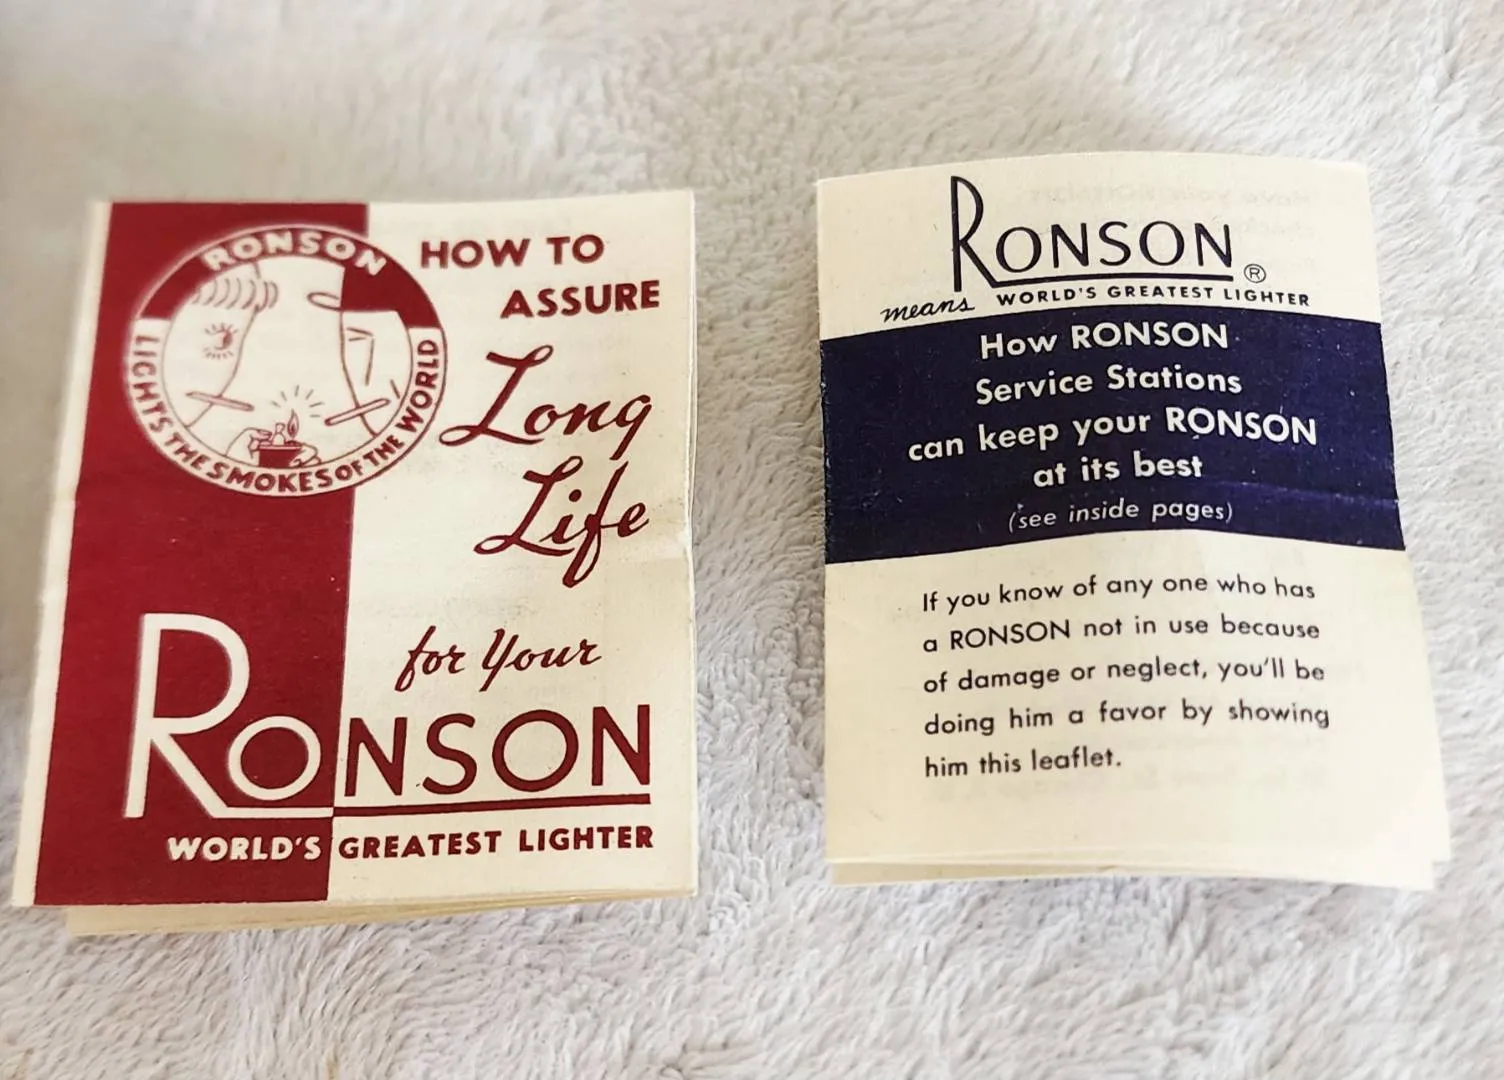 RONSON
LIGHTS THE SMOKES OF THE WORLD
HOW TO
ASSURE
Long
Life
for Your
RONSON
WORLD'S GREATEST LIGHTER
RONSON ®
means WORLD'S GREATEST LIGHTER
How RONSON
Service Stations
can keep your RONSON
at its best
(see inside pages)
If you know of any one who has
a RONSON not in use because
of damage or neglect, you'll be
doing him a favor by showing
him this leaflet.